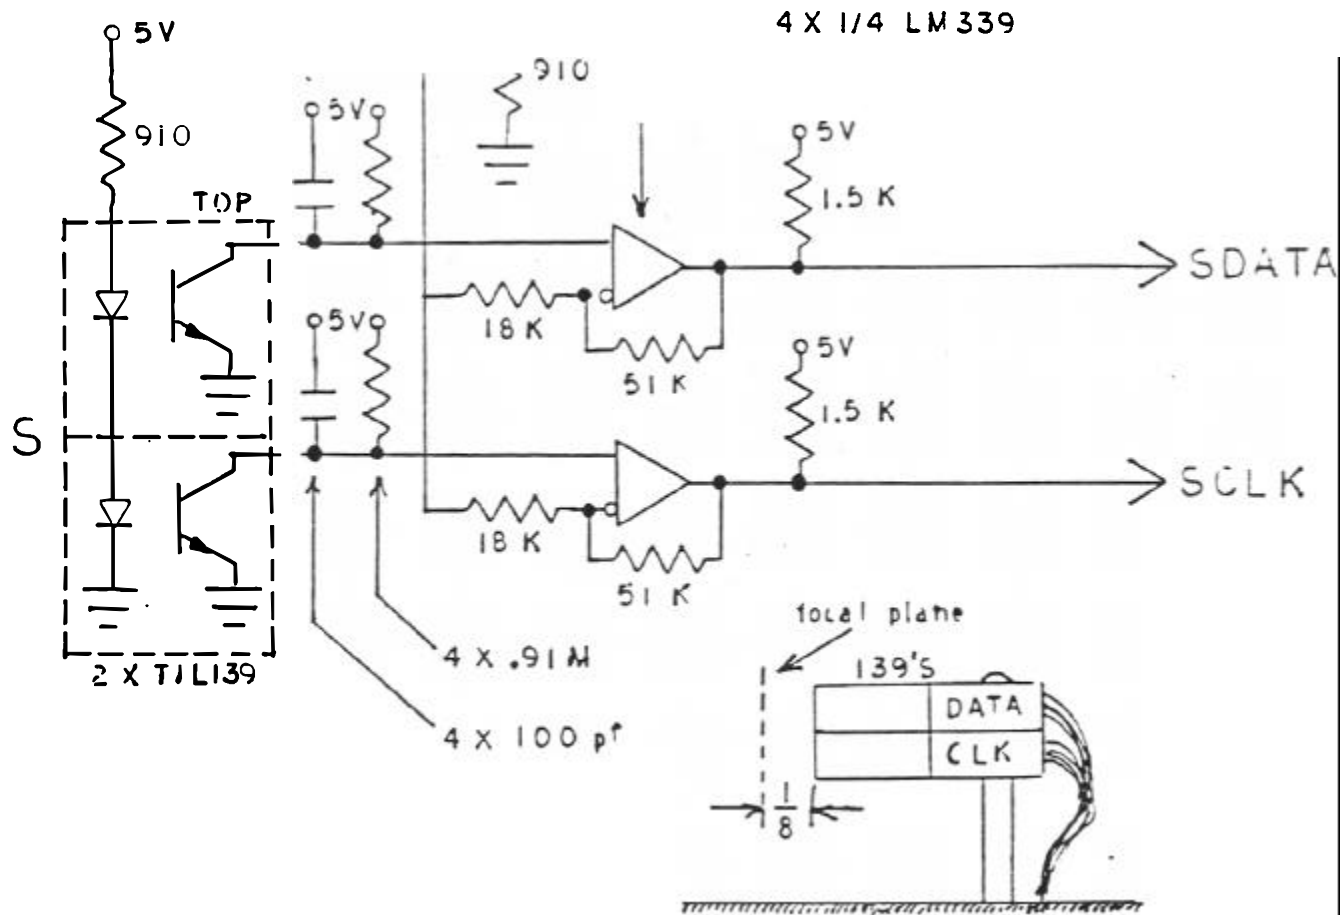 4 X 1/4 LM339
5V
910
910
TOP
5V
5V
1.5 K
SDATA
18 K
5V
51 K
5V
1.5 K
S
SCLK
18 K
51 K
focal plane
4 X .91M
2 X TIL139
139'S
DATA
4 X 100 pf
CLK
1/8